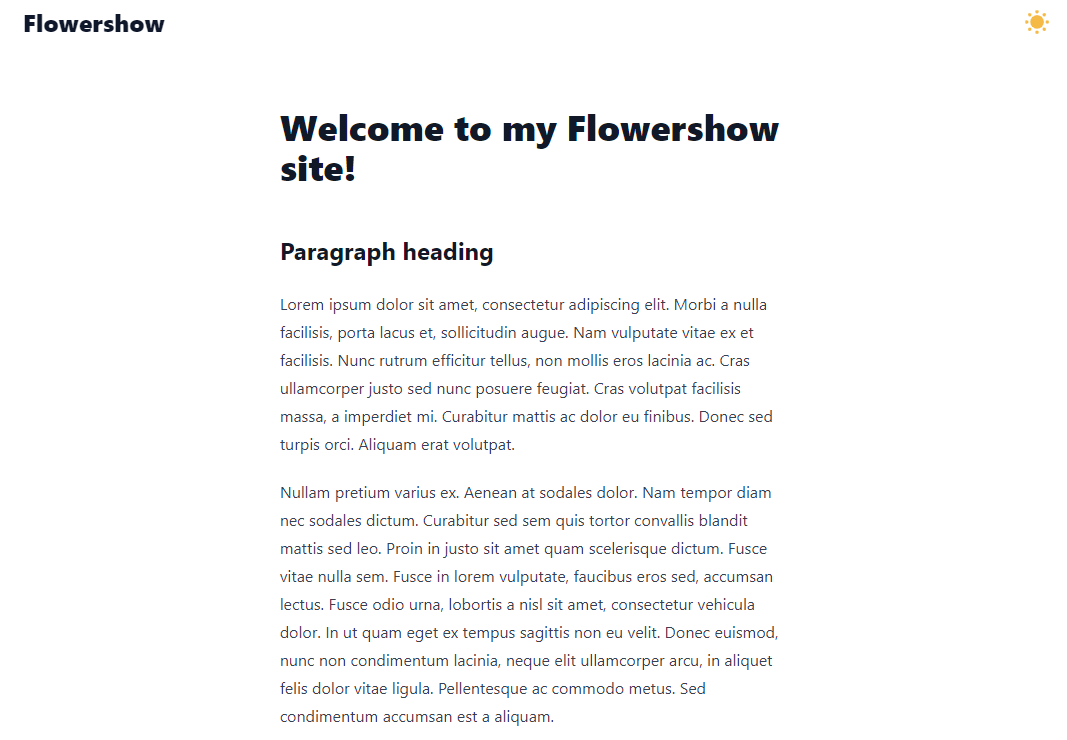 Flowershow
Welcome to my Flowershow
site!
Paragraph heading
Lorem ipsum dolor sit amet, consectetur adipiscing elit. Morbi a nulla
facilisis, porta lacus et, sollicitudin augue. Nam vulputate vitae ex et
facilisis. Nunc rutrum efficitur tellus, non mollis eros lacinia ac. Cras
ullamcorper justo sed nunc posuere feugiat. Cras volutpat facilisis
massa, a imperdiet mi. Curabitur mattis ac dolor eu finibus. Donec sed
turpis orci. Aliquam erat volutpat.
Nullam pretium varius ex. Aenean at sodales dolor. Nam tempor diam
nec sodales dictum. Curabitur sed sem quis tortor convallis blandit
mattis sed leo. Proin in justo sit amet quam scelerisque dictum. Fusce
vitae nulla sem. Fusce in lorem vulputate, faucibus eros sed, accumsan
lectus. Fusce odio urna, lobortis a nisl sit amet, consectetur vehicula
dolor. In ut quam eget ex tempus sagittis non eu velit. Donec euismod,
nunc non condimentum lacinia, neque elit ullamcorper arcu, in aliquet
felis dolor vitae ligula. Pellentesque ac commodo metus. Sed
condimentum accumsan est a aliquam.